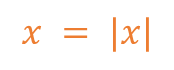 x = |x|